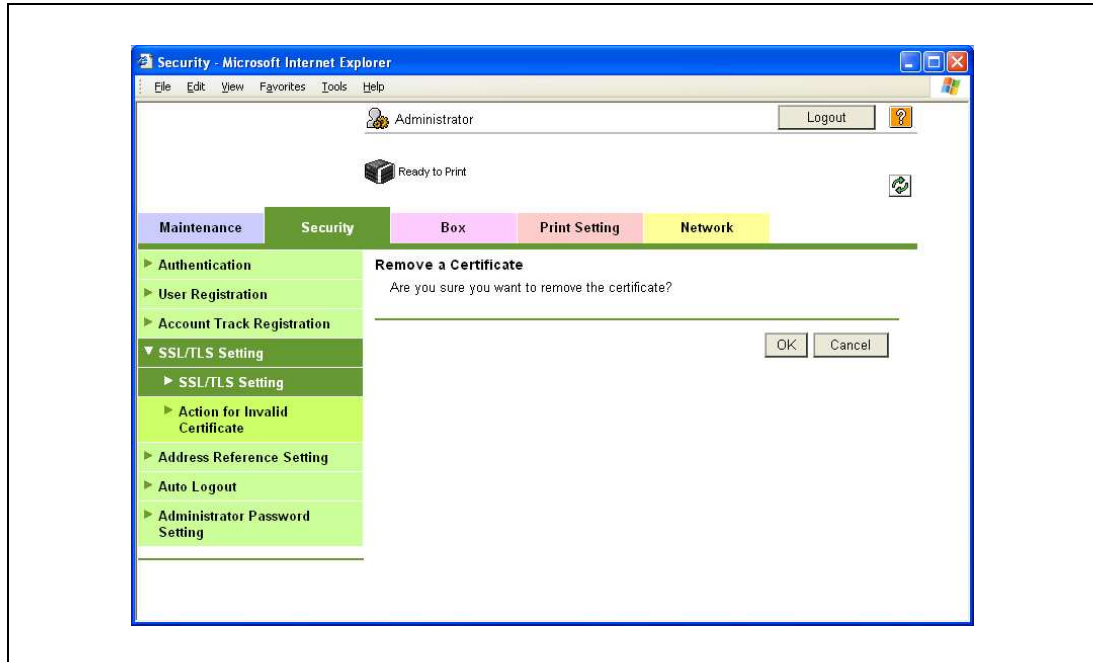 Security - Microsoft Internet Explorer
File Edit View Favorites Tools Help
Administrator
Logout
?
Ready to Print
Maintenance Security Box Print Setting Network
Authentication
User Registration
Account Track Registration
SSL/TLS Setting
SSL/TLS Setting
Action for Invalid
Certificate
Address Reference Setting
Auto Logout
Administrator Password
Setting
Remove a Certificate
Are you sure you want to remove the certificate?
OK Cancel